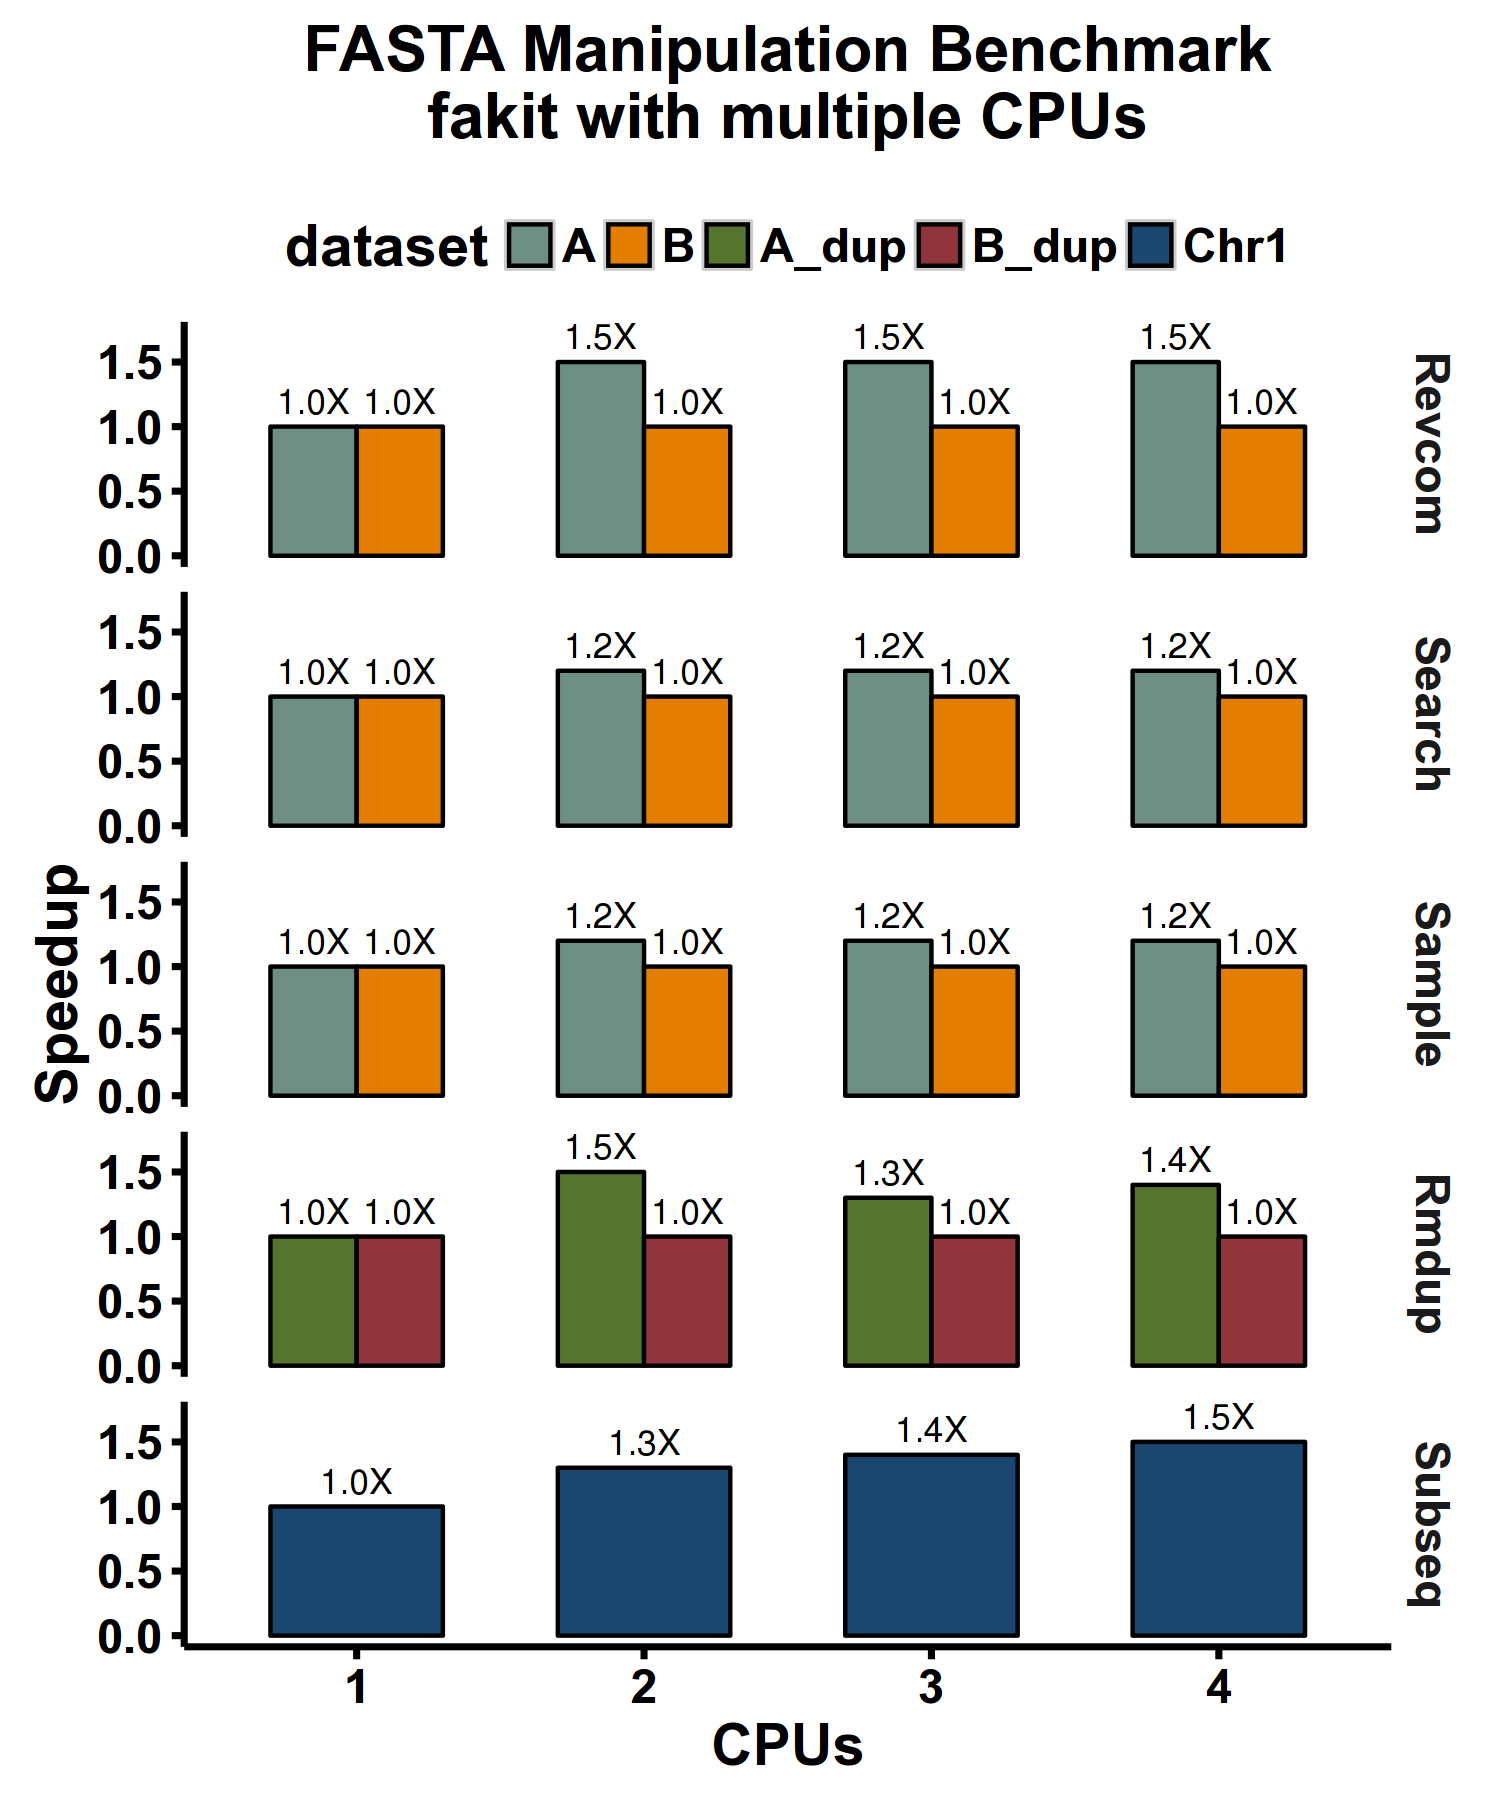 FASTA Manipulation Benchmark
fakit with multiple CPUs
dataset A B A_dup B_dup Chr1
1.5X 1.5X 1.5X
1.0X 1.0X 1.0X 1.0X 1.0X
1.5
1.0
0.5
0.0
Revcom
1.2X 1.2X 1.2X
1.0X 1.0X 1.0X 1.0X 1.0X
1.5
1.0
0.5
0.0
Search
Speedup
1.2X 1.2X 1.2X
1.0X 1.0X 1.0X 1.0X 1.0X
1.5
1.0
0.5
0.0
Sample
1.5X 1.3X 1.4X
1.0X 1.0X 1.0X 1.0X 1.0X
1.5
1.0
0.5
0.0
Rmdup
1.0X 1.3X 1.4X 1.5X
1.5
1.0
0.5
0.0
Subseq
1 2 3 4
CPUs